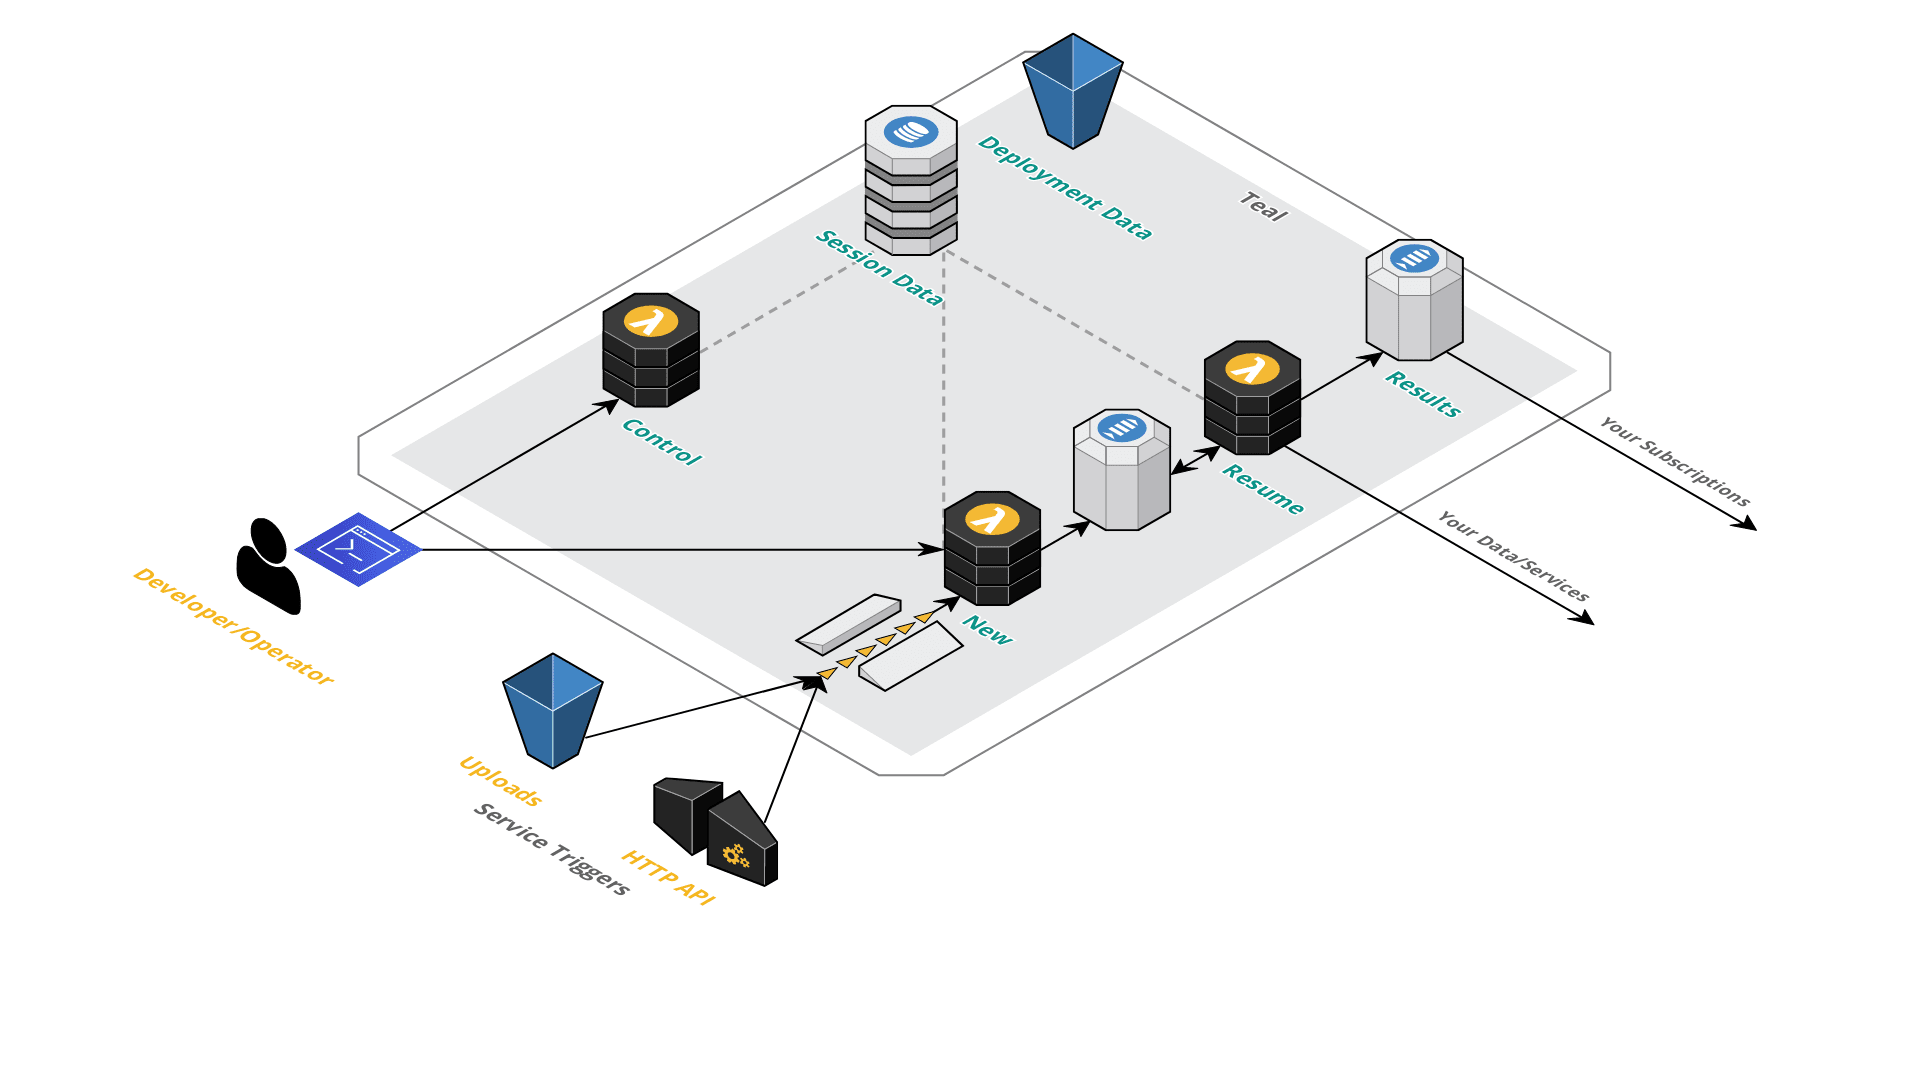 Deployment Data
Teal
Session Data
Results
Control
Your Subscriptions
Resume
Your Data/Services
New
Developer/Operator
Uploads
Service Triggers
HTTP API